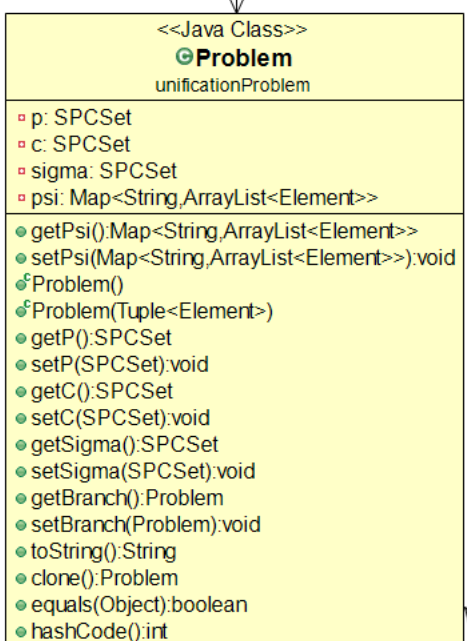 <<Java Class>>
Problem
unificationProblem
p: SPCSet
c: SPCSet
sigma: SPCSet
psi: Map<String,ArrayList<Element>>
getPsi():Map<String,ArrayList<Element>>
setPsi(Map<String,ArrayList<Element>>):void
Problem()
Problem(Tuple<Element>)
getP():SPCSet
setP(SPCSet):void
getC():SPCSet
setC(SPCSet):void
getSigma():SPCSet
setSigma(SPCSet):void
getBranch():Problem
setBranch(Problem):void
toString():String
clone():Problem
equals(Object):boolean
hashCode():int